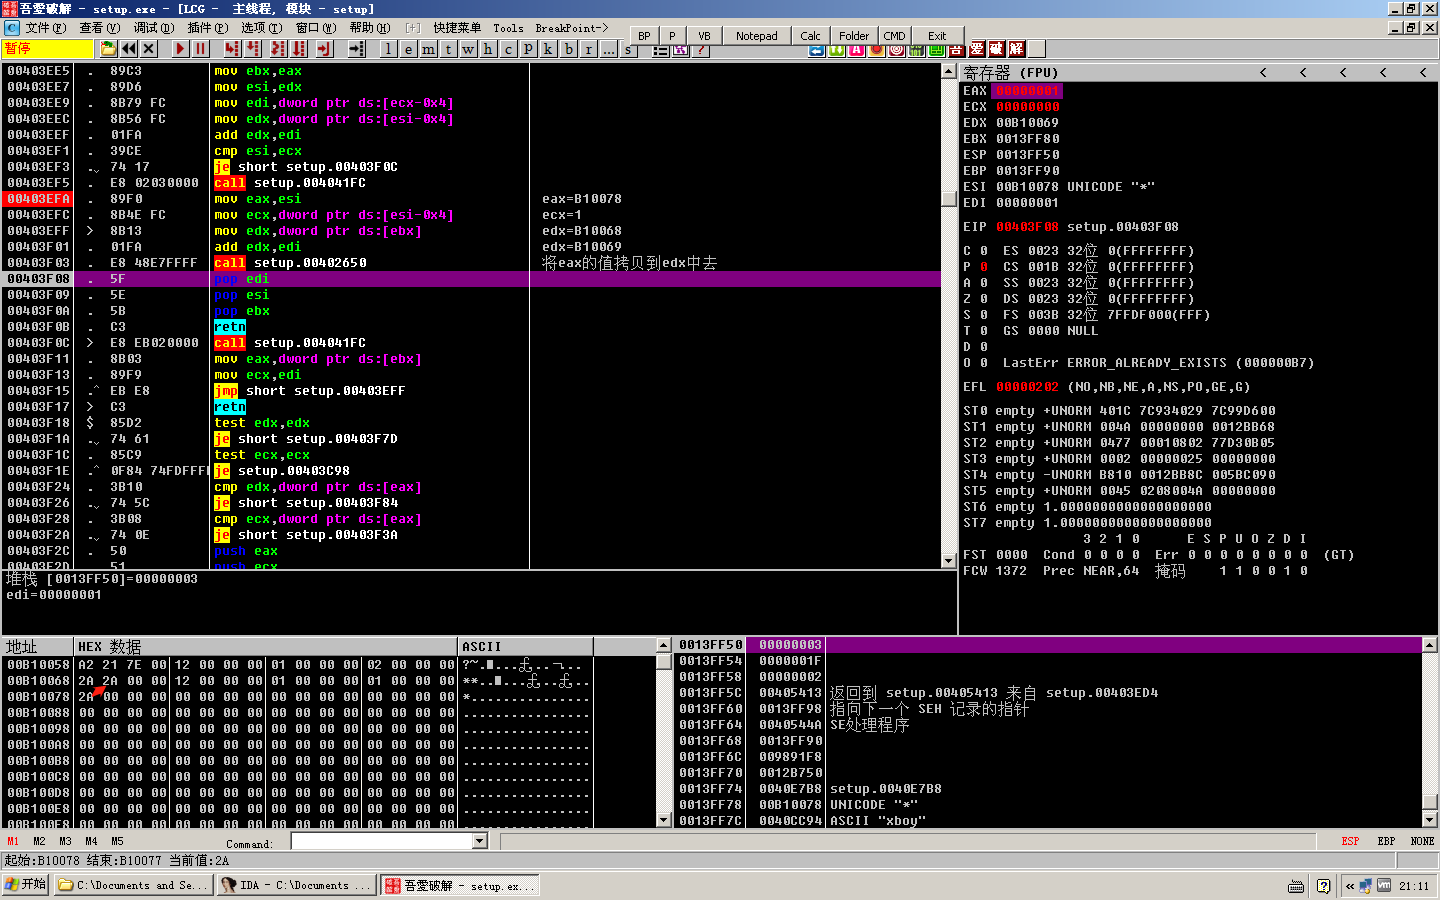 吾爱破解 - setup.exe - [LCG - 主线程, 模块 - setup]
文件(F) 查看(V) 调试(D) 插件(P) 选项(T) 窗口(W) 帮助(H) [+] 快捷菜单 Tools BreakPoint->
BP P VB Notepad Calc Folder CMD Exit
暂停 l e m t w h c p k b r ... s
00403EE5 . 89C3 mov ebx,eax
00403EE7 . 89D6 mov esi,edx
00403EE9 . 8B79 FC mov edi,dword ptr ds:[ecx-0x4]
00403EEC . 8B56 FC mov edx,dword ptr ds:[esi-0x4]
00403EEF . 01FA add edx,edi
00403EF1 . 39CE cmp esi,ecx
00403EF3 . 74 17 je short setup.00403F0C
00403EF5 . E8 02030000 call setup.004041FC
00403EFA . 89F0 mov eax,esi eax=B10078
00403EFC . 8B4E FC mov ecx,dword ptr ds:[esi-0x4] ecx=1
00403EFF > 8B13 mov edx,dword ptr ds:[ebx] edx=B10068
00403F01 . 01FA add edx,edi edx=B10069
00403F03 . E8 48E7FFFF call setup.00402650 将eax的值拷贝到edx中去
00403F08 . 5F pop edi
00403F09 . 5E pop esi
00403F0A . 5B pop ebx
00403F0B . C3 retn
00403F0C > E8 EB020000 call setup.004041FC
00403F11 . 8B03 mov eax,dword ptr ds:[ebx]
00403F13 . 89F9 mov ecx,edi
00403F15 .^ EB E8 jmp short setup.00403EFF
00403F17 > C3 retn
00403F18 $ 85D2 test edx,edx
00403F1A . 74 61 je short setup.00403F7D
00403F1C . 85C9 test ecx,ecx
00403F1E .^ 0F84 74FDFFFF je setup.00403C98
00403F24 . 3B10 cmp edx,dword ptr ds:[eax]
00403F26 . 74 5C je short setup.00403F84
00403F28 . 3B08 cmp ecx,dword ptr ds:[eax]
00403F2A . 74 0E je short setup.00403F3A
00403F2C . 50 push eax
00403F2D . 51 push ecx
堆栈 [0013FF50]=00000003
edi=00000001
寄存器 (FPU) < < < < <
EAX 00000001
ECX 00000000
EDX 00B10069
EBX 0013FF80
ESP 0013FF50
EBP 0013FF90
ESI 00B10078 UNICODE "*"
EDI 00000001
EIP 00403F08 setup.00403F08
C 0 ES 0023 32位 0(FFFFFFFF)
P 0 CS 001B 32位 0(FFFFFFFF)
A 0 SS 0023 32位 0(FFFFFFFF)
Z 0 DS 0023 32位 0(FFFFFFFF)
S 0 FS 003B 32位 7FFDF000(FFF)
T 0 GS 0000 NULL
D 0
O 0 LastErr ERROR_ALREADY_EXISTS (000000B7)
EFL 00000202 (NO,NB,NE,A,NS,PO,GE,G)
ST0 empty +UNORM 401C 7C934029 7C99D600
ST1 empty +UNORM 004A 00000000 0012BB68
ST2 empty +UNORM 0477 00010802 77D30B05
ST3 empty +UNORM 0002 00000025 00000000
ST4 empty -UNORM B810 0012BB8C 005BC090
ST5 empty +UNORM 0045 0208004A 00000000
ST6 empty 1.0000000000000000000
ST7 empty 1.0000000000000000000
3 2 1 0 E S P U O Z D I
FST 0000 Cond 0 0 0 0 Err 0 0 0 0 0 0 0 0 (GT)
FCW 1372 Prec NEAR,64 掩码 1 1 0 0 1 0
地址 HEX 数据 ASCII
00B10058 A2 21 7E 00 12 00 00 00 01 00 00 00 02 00 00 00
00B10068 2A 2A 00 00 12 00 00 00 01 00 00 00 01 00 00 00
00B10078 2A 00 00 00 00 00 00 00 00 00 00 00 00 00 00 00 *...............
00B10088 00 00 00 00 00 00 00 00 00 00 00 00 00 00 00 00 ................
00B10098 00 00 00 00 00 00 00 00 00 00 00 00 00 00 00 00 ................
00B100A8 00 00 00 00 00 00 00 00 00 00 00 00 00 00 00 00 ................
00B100B8 00 00 00 00 00 00 00 00 00 00 00 00 00 00 00 00 ................
00B100C8 00 00 00 00 00 00 00 00 00 00 00 00 00 00 00 00 ................
00B100D8 00 00 00 00 00 00 00 00 00 00 00 00 00 00 00 00 ................
00B100E8 00 00 00 00 00 00 00 00 00 00 00 00 00 00 00 00 ................
00B100F8 00 00 00 00 00 00 00 00 00 00 00 00 00 00 00 00 ................
0013FF50 00000003
0013FF54 0000001F
0013FF58 00000002
0013FF5C 00405413 返回到 setup.00405413 来自 setup.00403ED4
0013FF60 0013FF98 指向下一个 SEH 记录的指针
0013FF64 0040544A SE处理程序
0013FF68 0013FF90
0013FF6C 009891F8
0013FF70 0012B750
0013FF74 0040E7B8 setup.0040E7B8
0013FF78 00B10078 UNICODE "*"
0013FF7C 0040CC94 ASCII "xboy"
M1 M2 M3 M4 M5 Command: ESP EBP NONE
起始:B10078 结束:B10077 当前值:2A
开始 C:\Documents and Se... IDA - C:\Documents ... 吾爱破解 - setup.ex... « 21:11